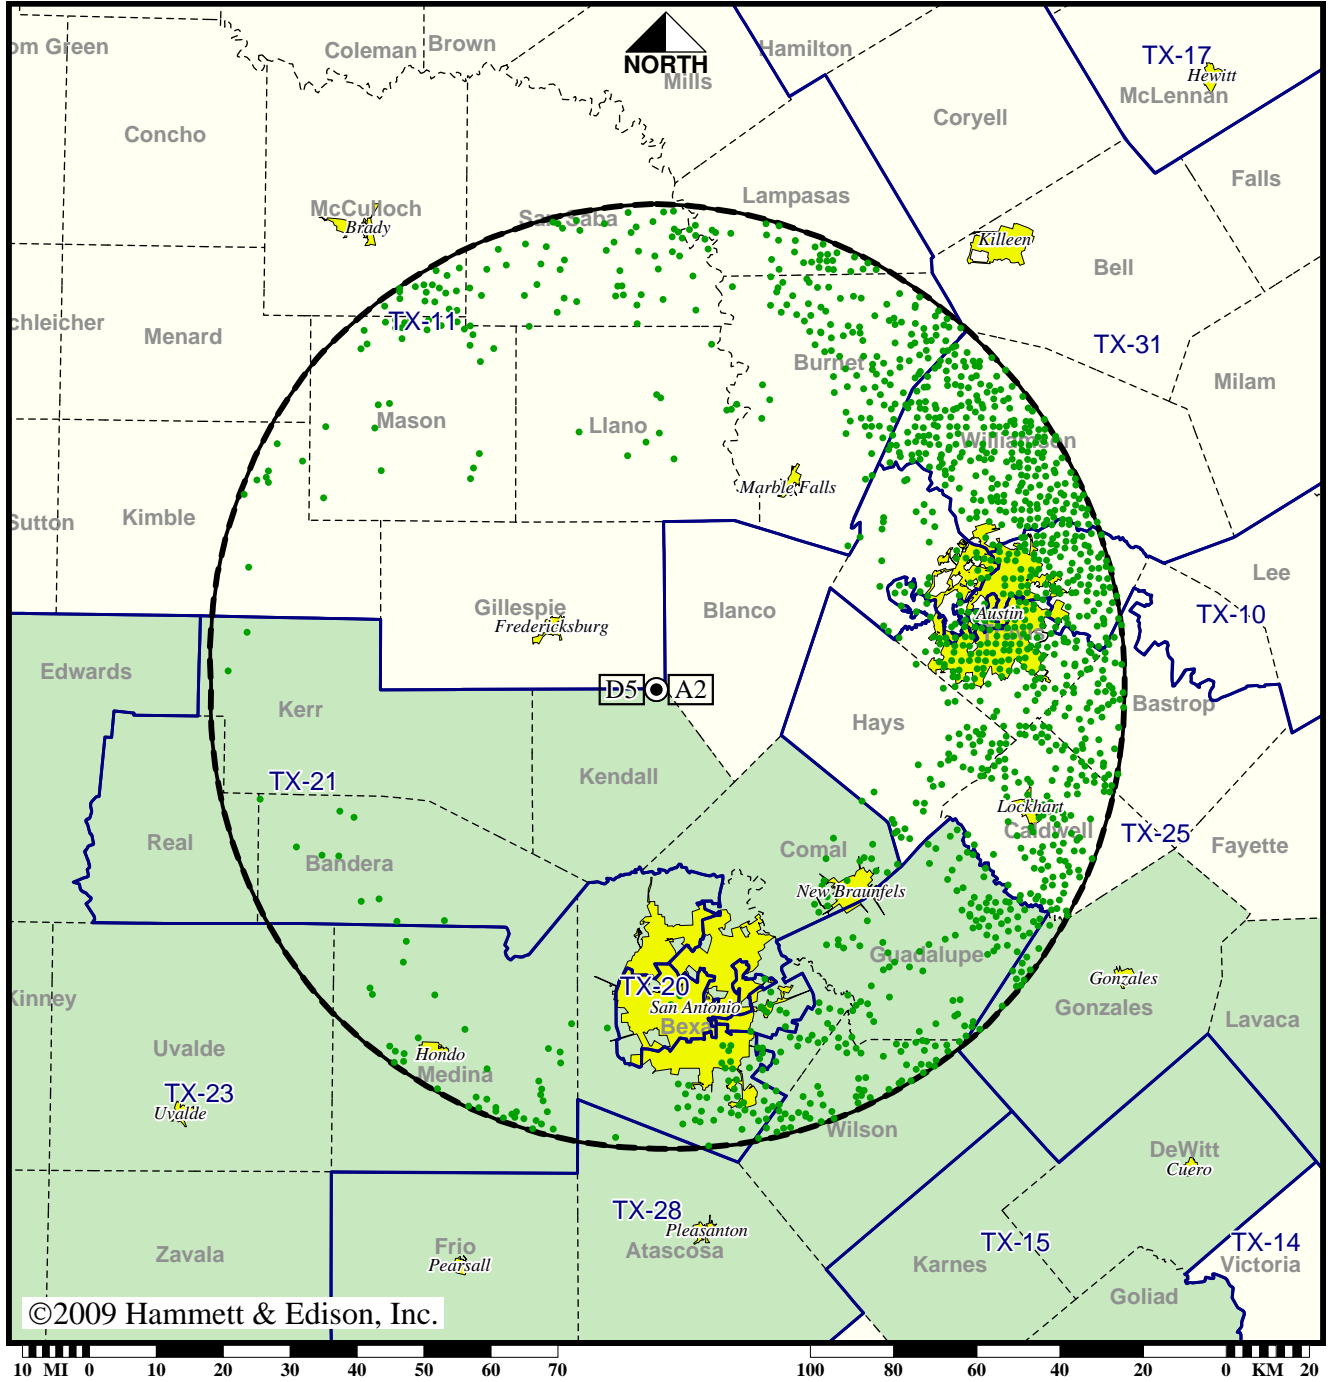 om Green
Coleman
Brown
NORTH
Mills
Hamilton
TX-17
Hewitt
McLennan
Concho
Coryell
Falls
McCulloch
Brady
San Saba
Lampasas
Killeen
Bell
chleicher
Menard
TX-11
TX-31
Burnet
Milam
Mason
Llano
Williamson
Marble Falls
Sutton
Kimble
Lee
Gillespie
Fredericksburg
Blanco
Austin
TX-10
Edwards
D5
A2
Kerr
Hays
Bastrop
TX-21
Kendall
Lockhart
Caldwell
TX-25
Real
Bandera
Comal
Fayette
New Braunfels
Guadalupe
Kinney
TX-20
San Antonio
Bexa
Gonzales
Gonzales
Lavaca
Uvalde
Hondo
Medina
TX-23
Uvalde
Wilson
DeWitt
Cuero
TX-28
Pleasanton
Atascosa
Zavala
Frio
Pearsall
TX-15
Karnes
TX-14
Victoria
Goliad
©2009 Hammett & Edison, Inc.
10 MI 0 10 20 30 40 50 60 70 100 80 60 40 20 0 KM 20